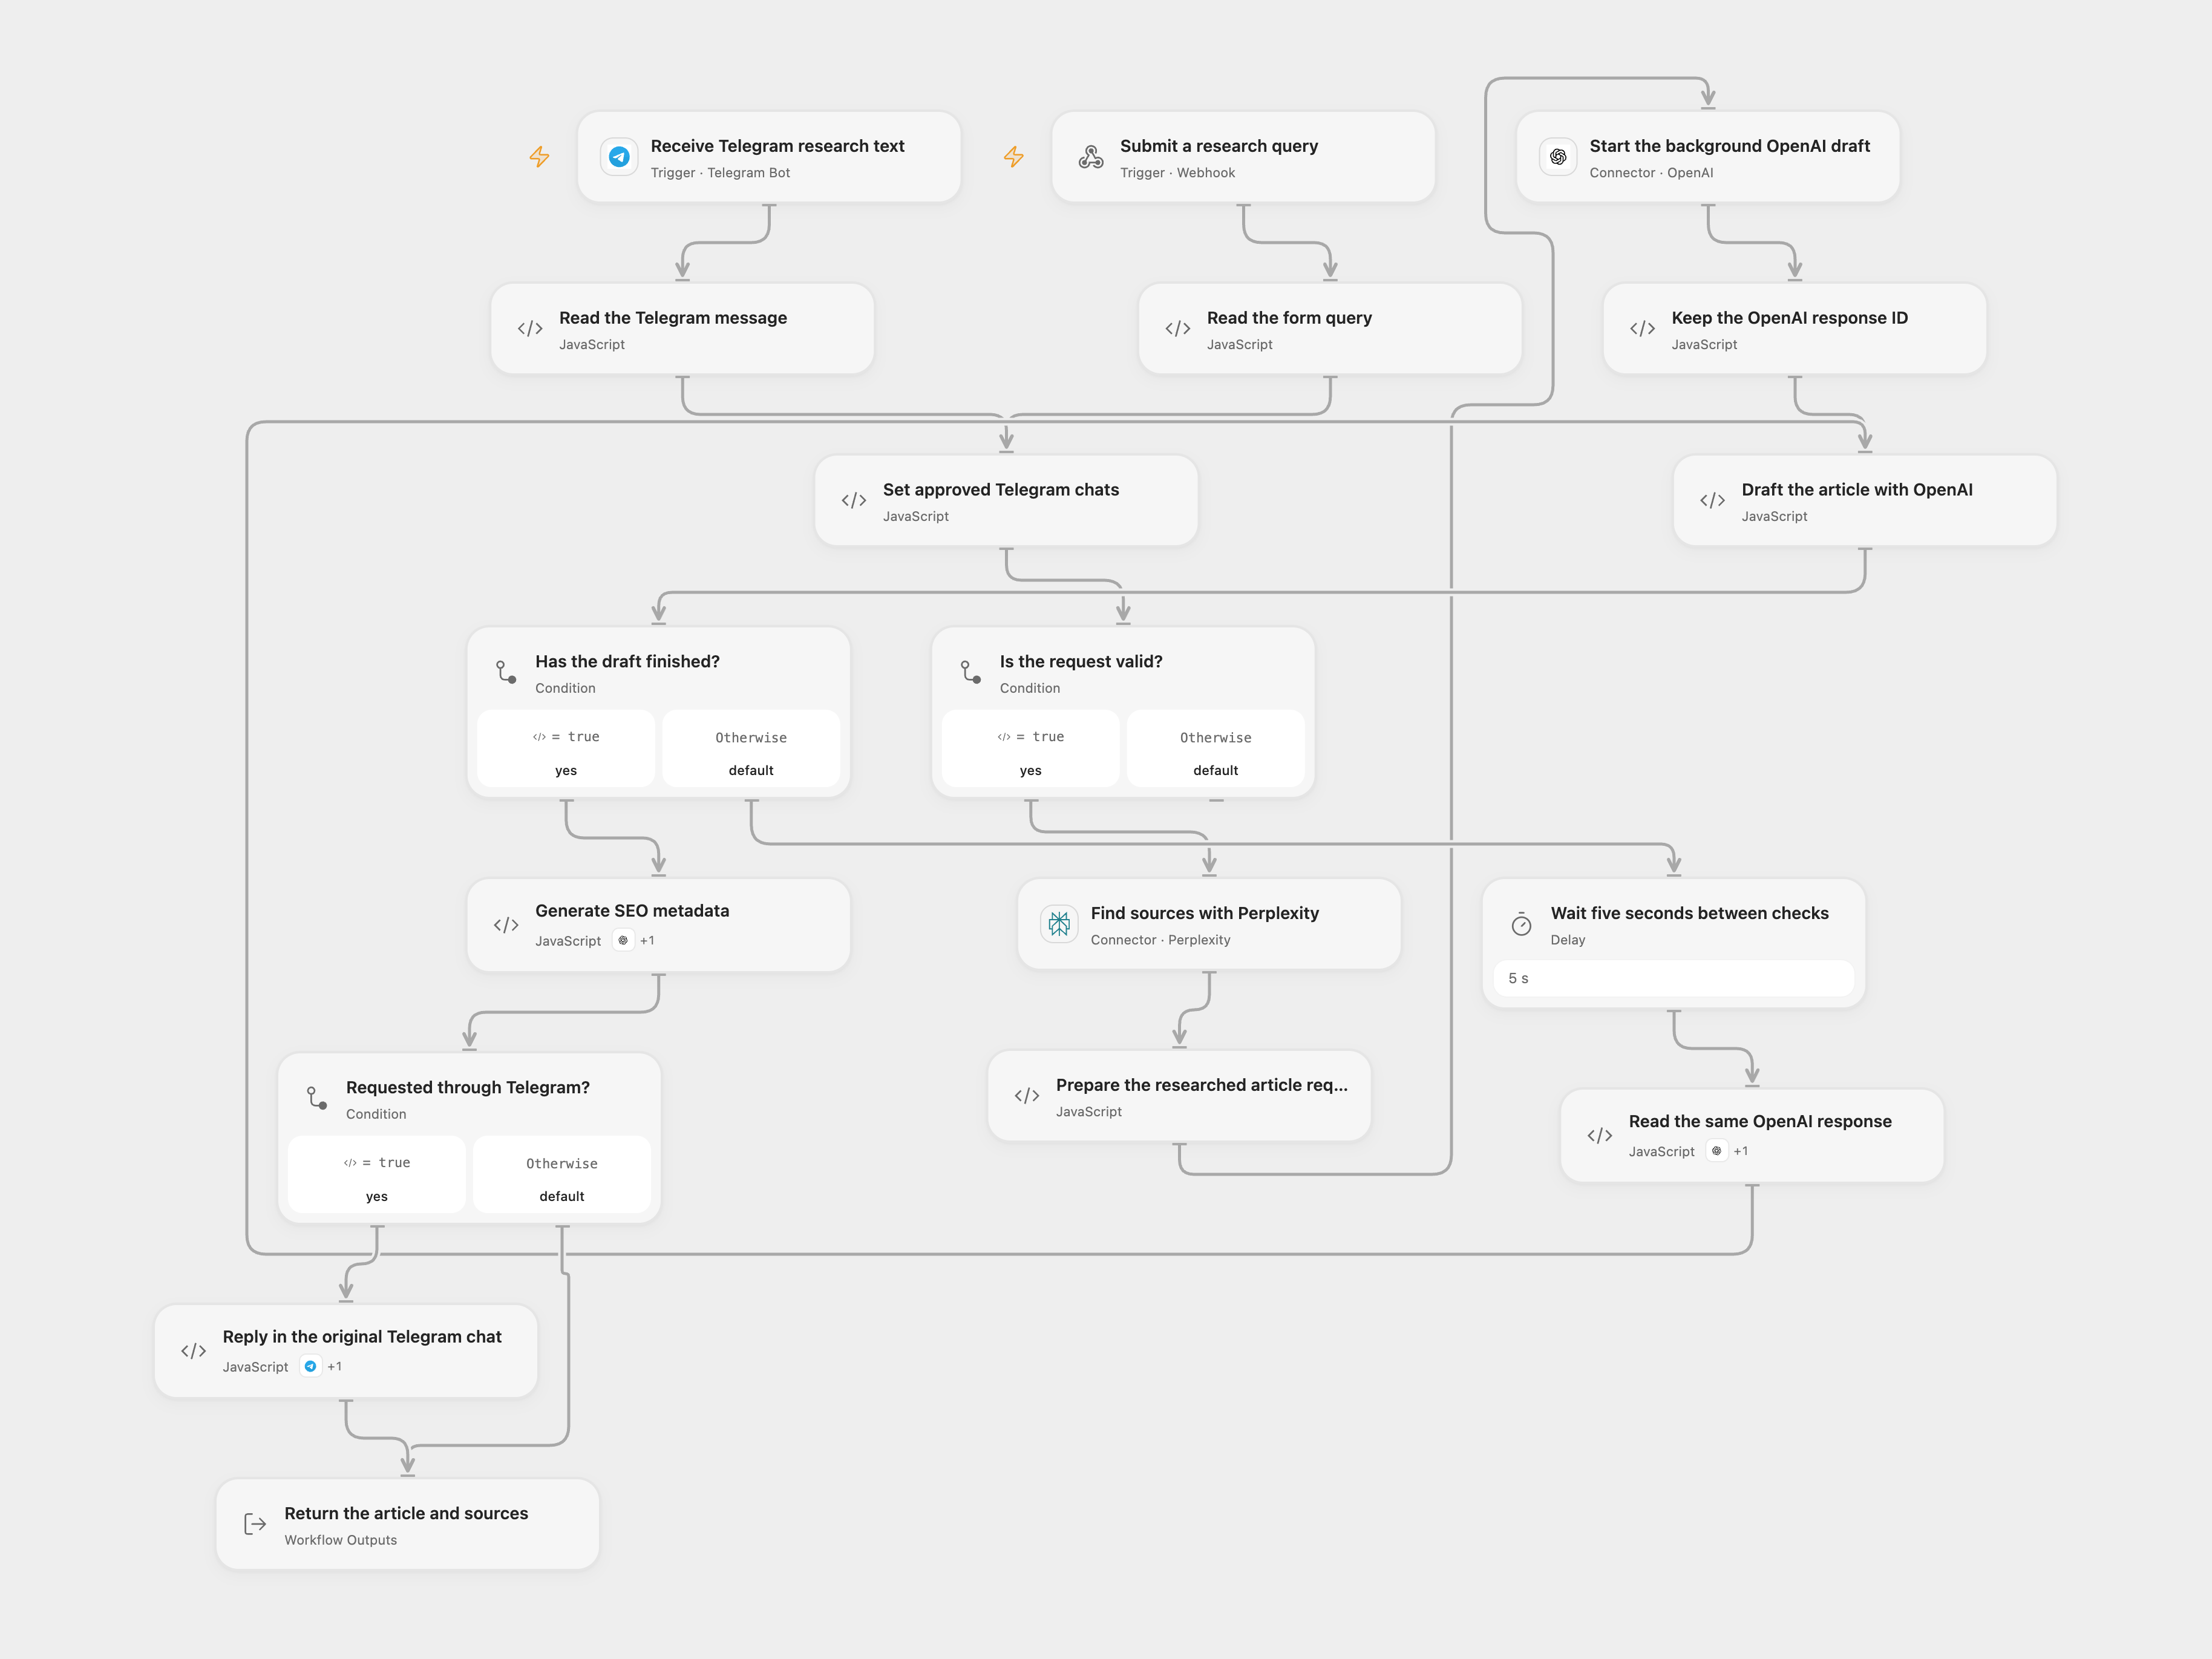 Receive Telegram research text
Trigger · Telegram Bot
Submit a research query
Trigger · Webhook
Start the background OpenAI draft
Connector · OpenAI
Read the Telegram message
JavaScript
Read the form query
JavaScript
Keep the OpenAI response ID
JavaScript
Set approved Telegram chats
JavaScript
Draft the article with OpenAI
JavaScript
Has the draft finished?
Condition
</> = true
yes
Otherwise
default
Is the request valid?
Condition
</> = true
yes
Otherwise
default
Generate SEO metadata
JavaScript +1
Find sources with Perplexity
Connector · Perplexity
Wait five seconds between checks
Delay
5 s
Requested through Telegram?
Condition
</> = true
yes
Otherwise
default
Prepare the researched article req...
JavaScript
Read the same OpenAI response
JavaScript +1
Reply in the original Telegram chat
JavaScript +1
Return the article and sources
Workflow Outputs